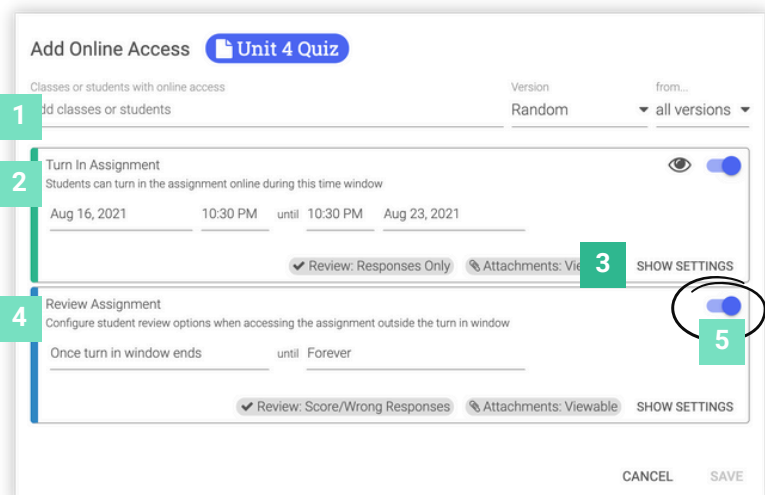 Add Online Access Unit 4 Quiz
Classes or students with online access Version from...
1 dd classes or students Random all versions
Turn In Assignment
2 Students can turn in the assignment online during this time window
Aug 16, 2021 10:30 PM until 10:30 PM Aug 23, 2021
Review: Responses Only Attachments: Vie 3 SHOW SETTINGS
Review Assignment
4 Configure student review options when accessing the assignment outside the turn in window
5
Once turn in window ends until Forever
Review: Score/Wrong Responses Attachments: Viewable SHOW SETTINGS
CANCEL SAVE